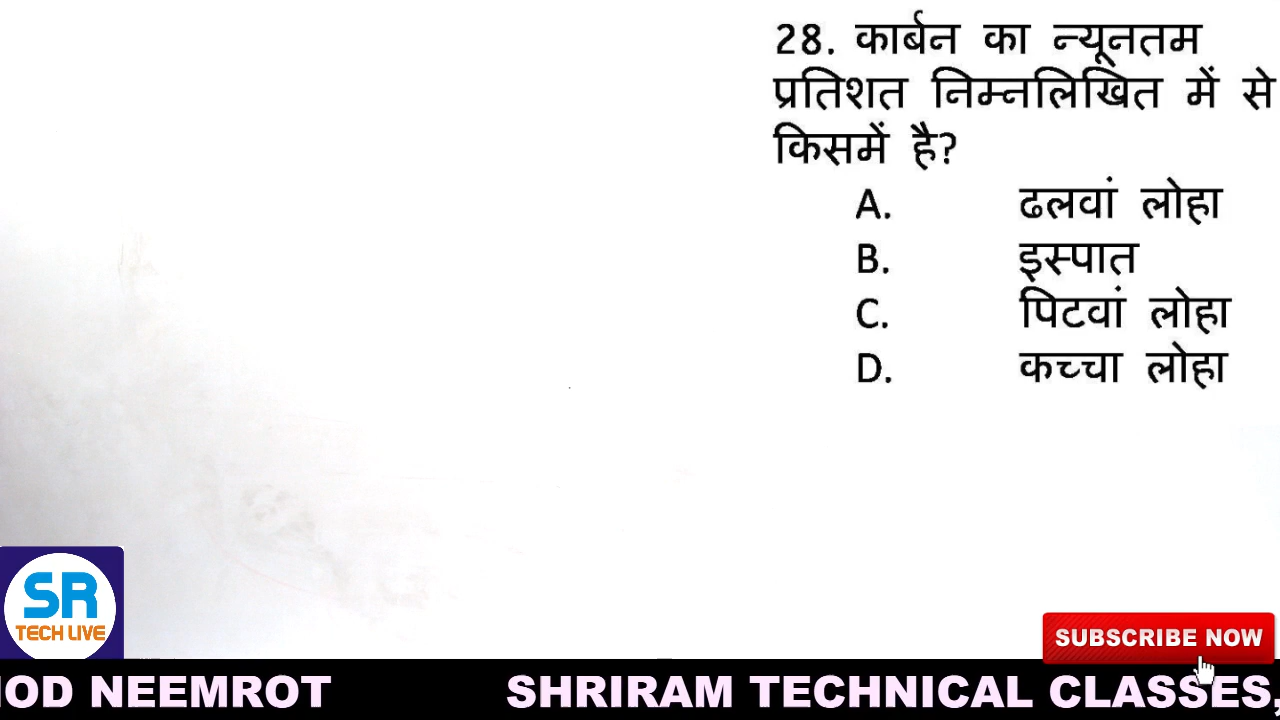 28. कार्बन का न्यूनतम
प्रतिशत निम्नलिखित में से
किसमें है?
A. ढलवां लोहा
B. इस्पात
C. पिटवां लोहा
D. कच्चा लोहा
SR
TECH LIVE
SUBSCRIBE NOW
NEEMROT SHRIRAM TECHNICAL CLASSES,